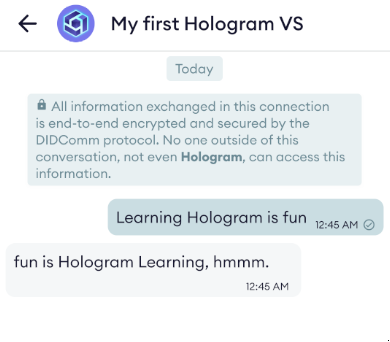 My first Hologram VS
Today
All information exchanged in this connection
is end-to-end encrypted and secured by the
DIDComm protocol. No one outside of this
conversation, not even Hologram, can access this
information.
Learning Hologram is fun 12:45 AM
fun is Hologram Learning, hmmm.
12:45 AM